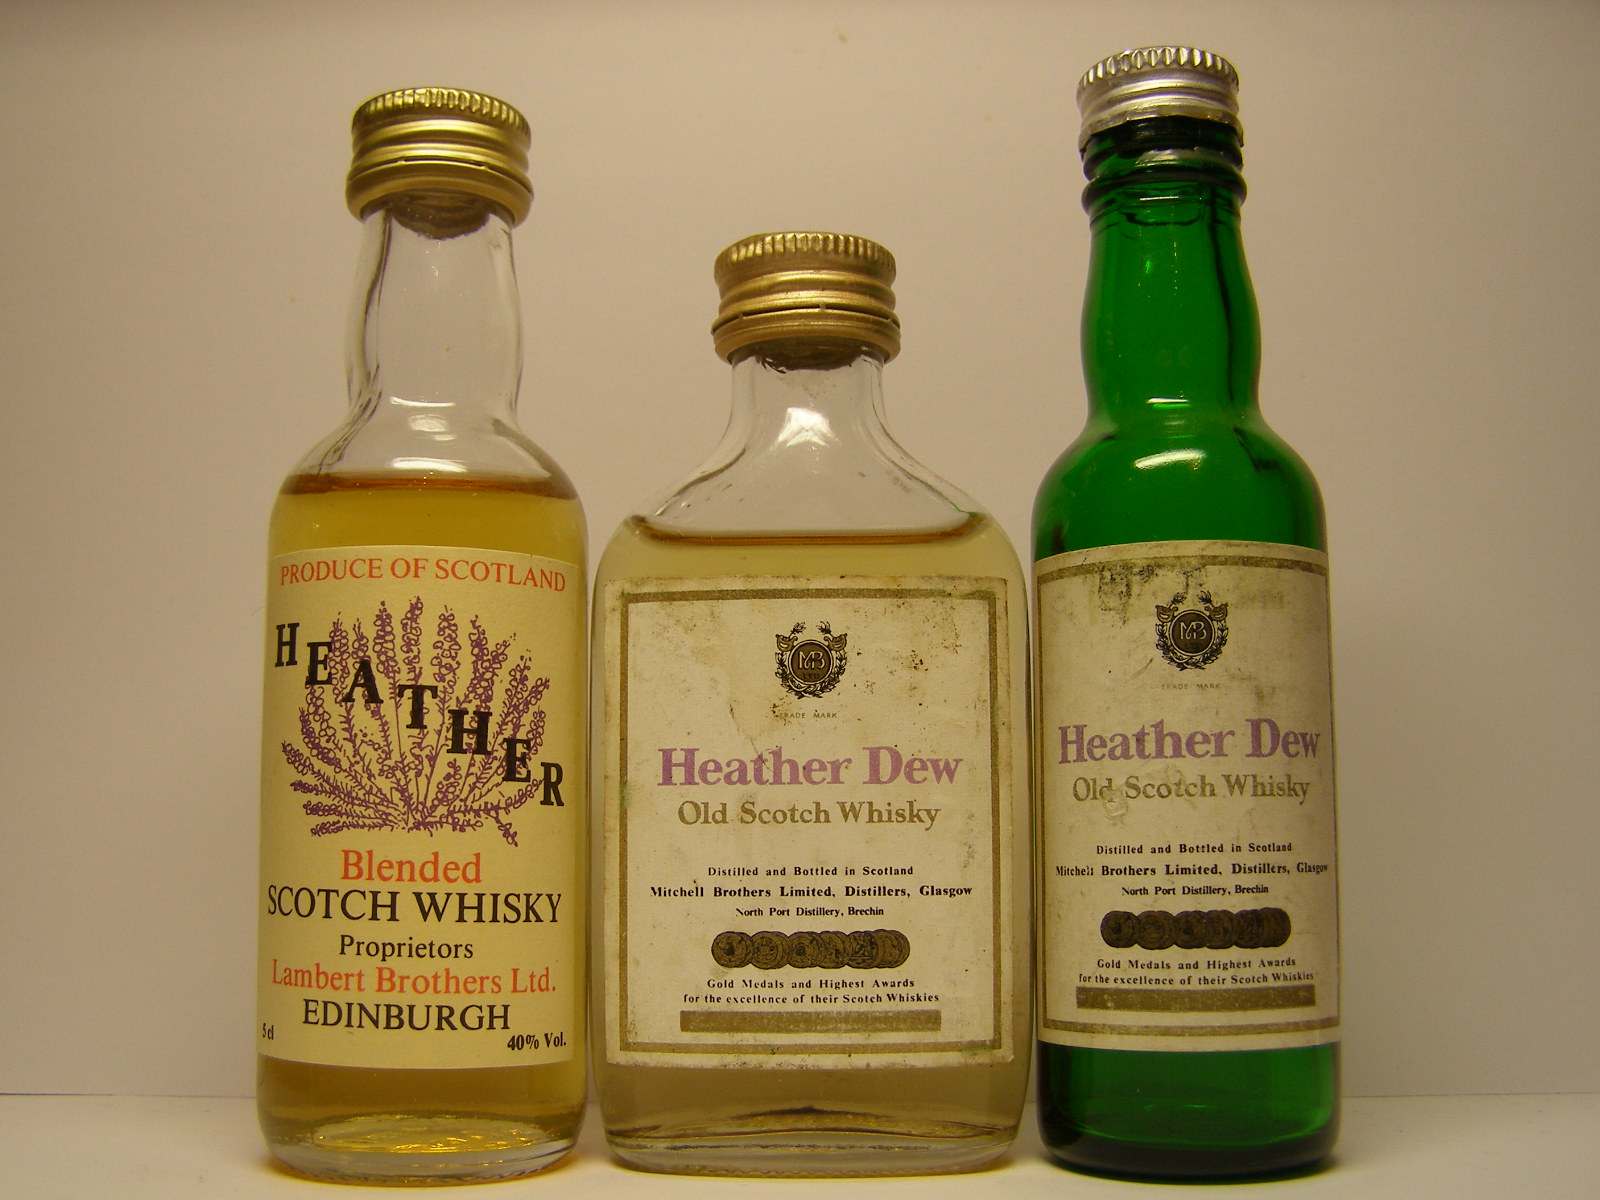 PRODUCE OF SCOTLAND
HEATHER
Blended
SCOTCH WHISKY
Proprietors
Lambert Brothers Ltd.
EDINBURGH
5 cl
40% Vol.
MB
LTD
TRADE MARK
Heather Dew
Old Scotch Whisky
Distilled and Bottled in Scotland
Mitchell Brothers Limited, Distillers, Glasgow
North Port Distillery, Brechin
Gold Medals and Highest Awards
for the excellence of their Scotch Whiskies
MB
TRADE MARK
Heather Dew
Old Scotch Whisky
Distilled and Bottled in Scotland
Mitchell Brothers Limited, Distillers, Glasgow
North Port Distillery, Brechin
Gold Medals and Highest Awards
for the excellence of their Scotch Whiskies